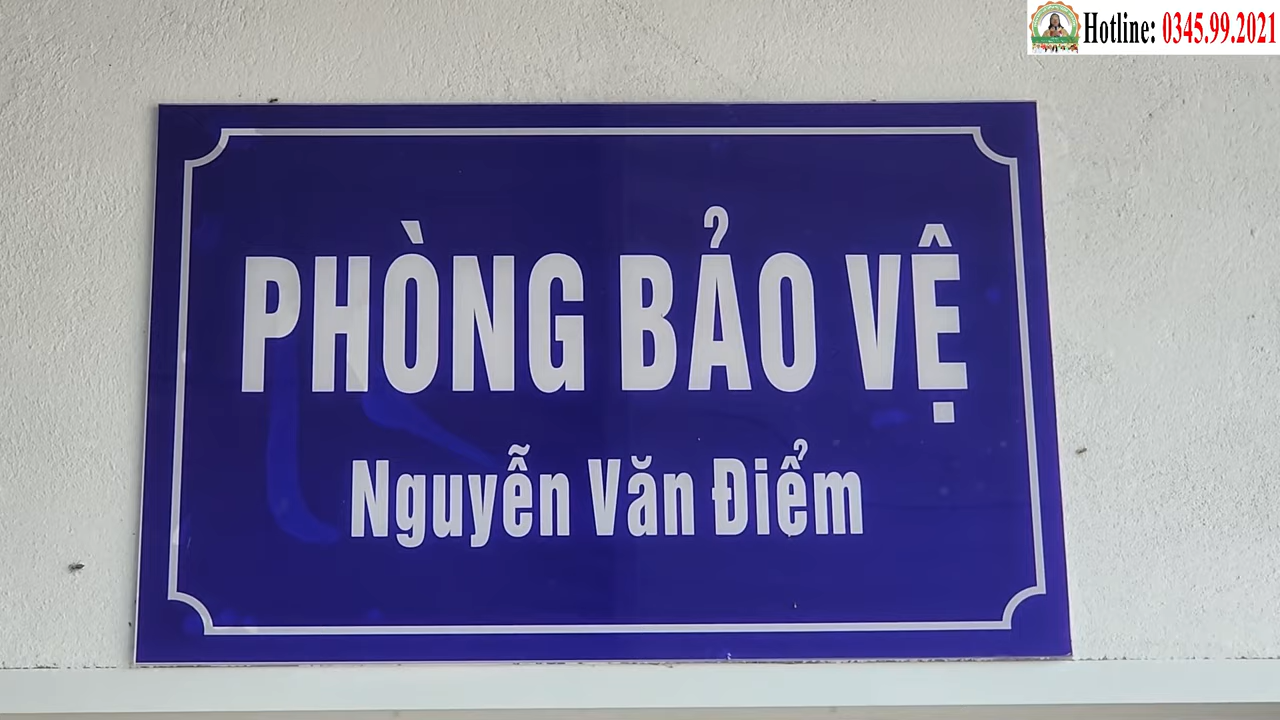 Hotline: 0345.99.2021
PHÒNG BẢO VỆ
Nguyễn Văn Điểm